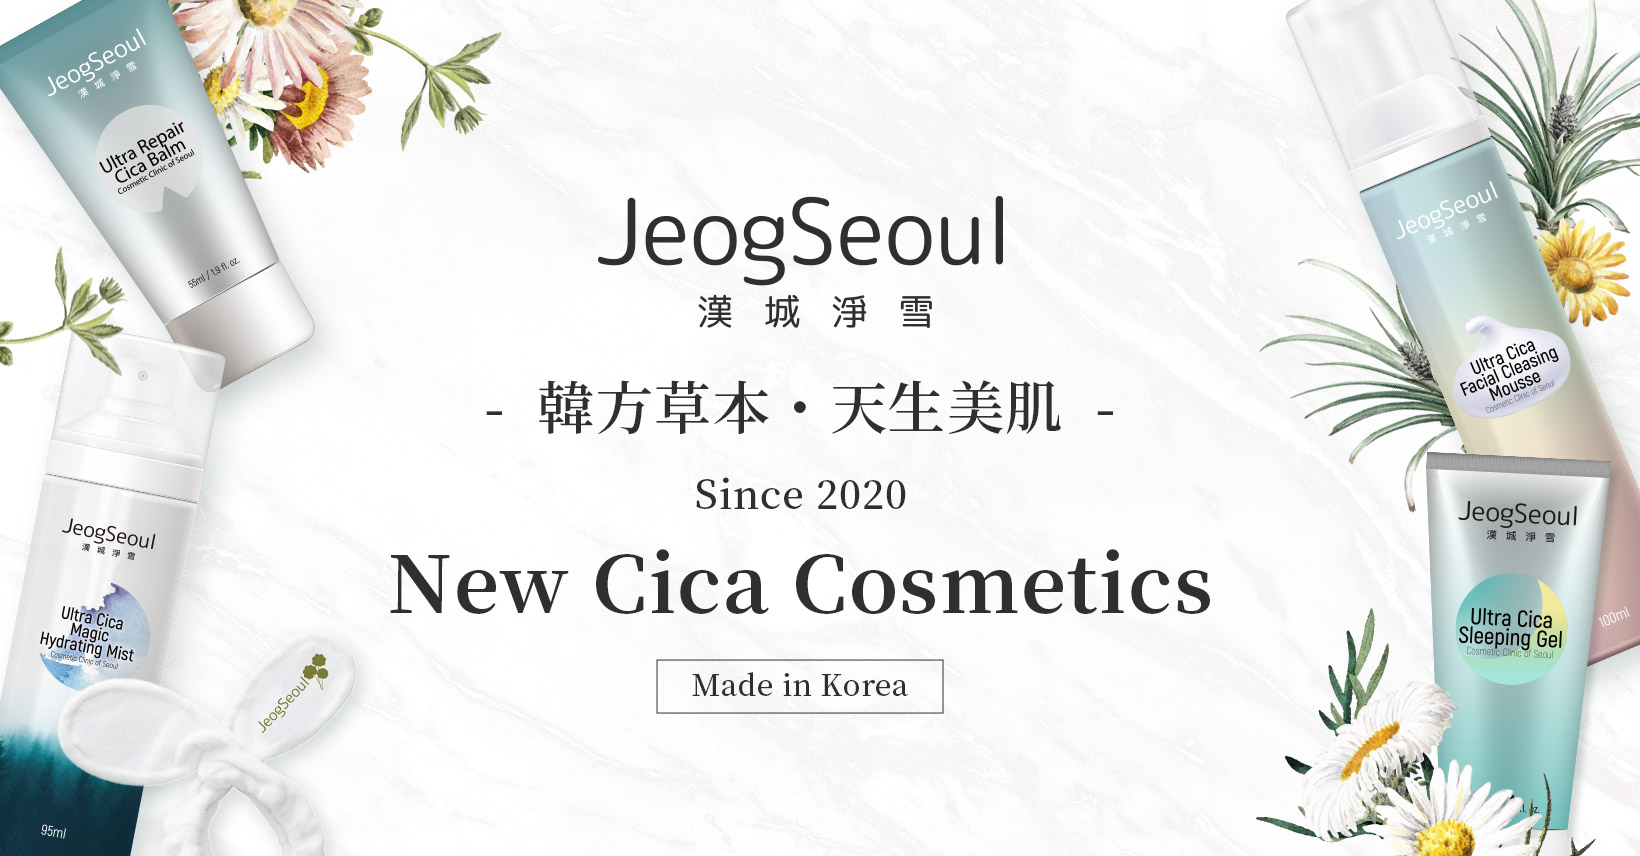 JeogSeoul
漢城淨雪
Ultra Repair
Cica Balm
Cosmetic Clinic of Seoul
55ml / 1.9 fl. oz.
JeogSeoul
漢城淨雪
Ultra Cica
Magic
Hydrating Mist
Cosmetic Clinic of Seoul
95ml
JeogSeoul
JeogSeoul
漢城淨雪
- 韓方草本・天生美肌 -
Since 2020
New Cica Cosmetics
Made in Korea
JeogSeoul
漢城淨雪
Ultra Cica
Facial Cleasing
Mousse
Cosmetic Clinic of Seoul
100ml
JeogSeoul
漢城淨雪
Ultra Cica
Sleeping Gel
Cosmetic Clinic of Seoul